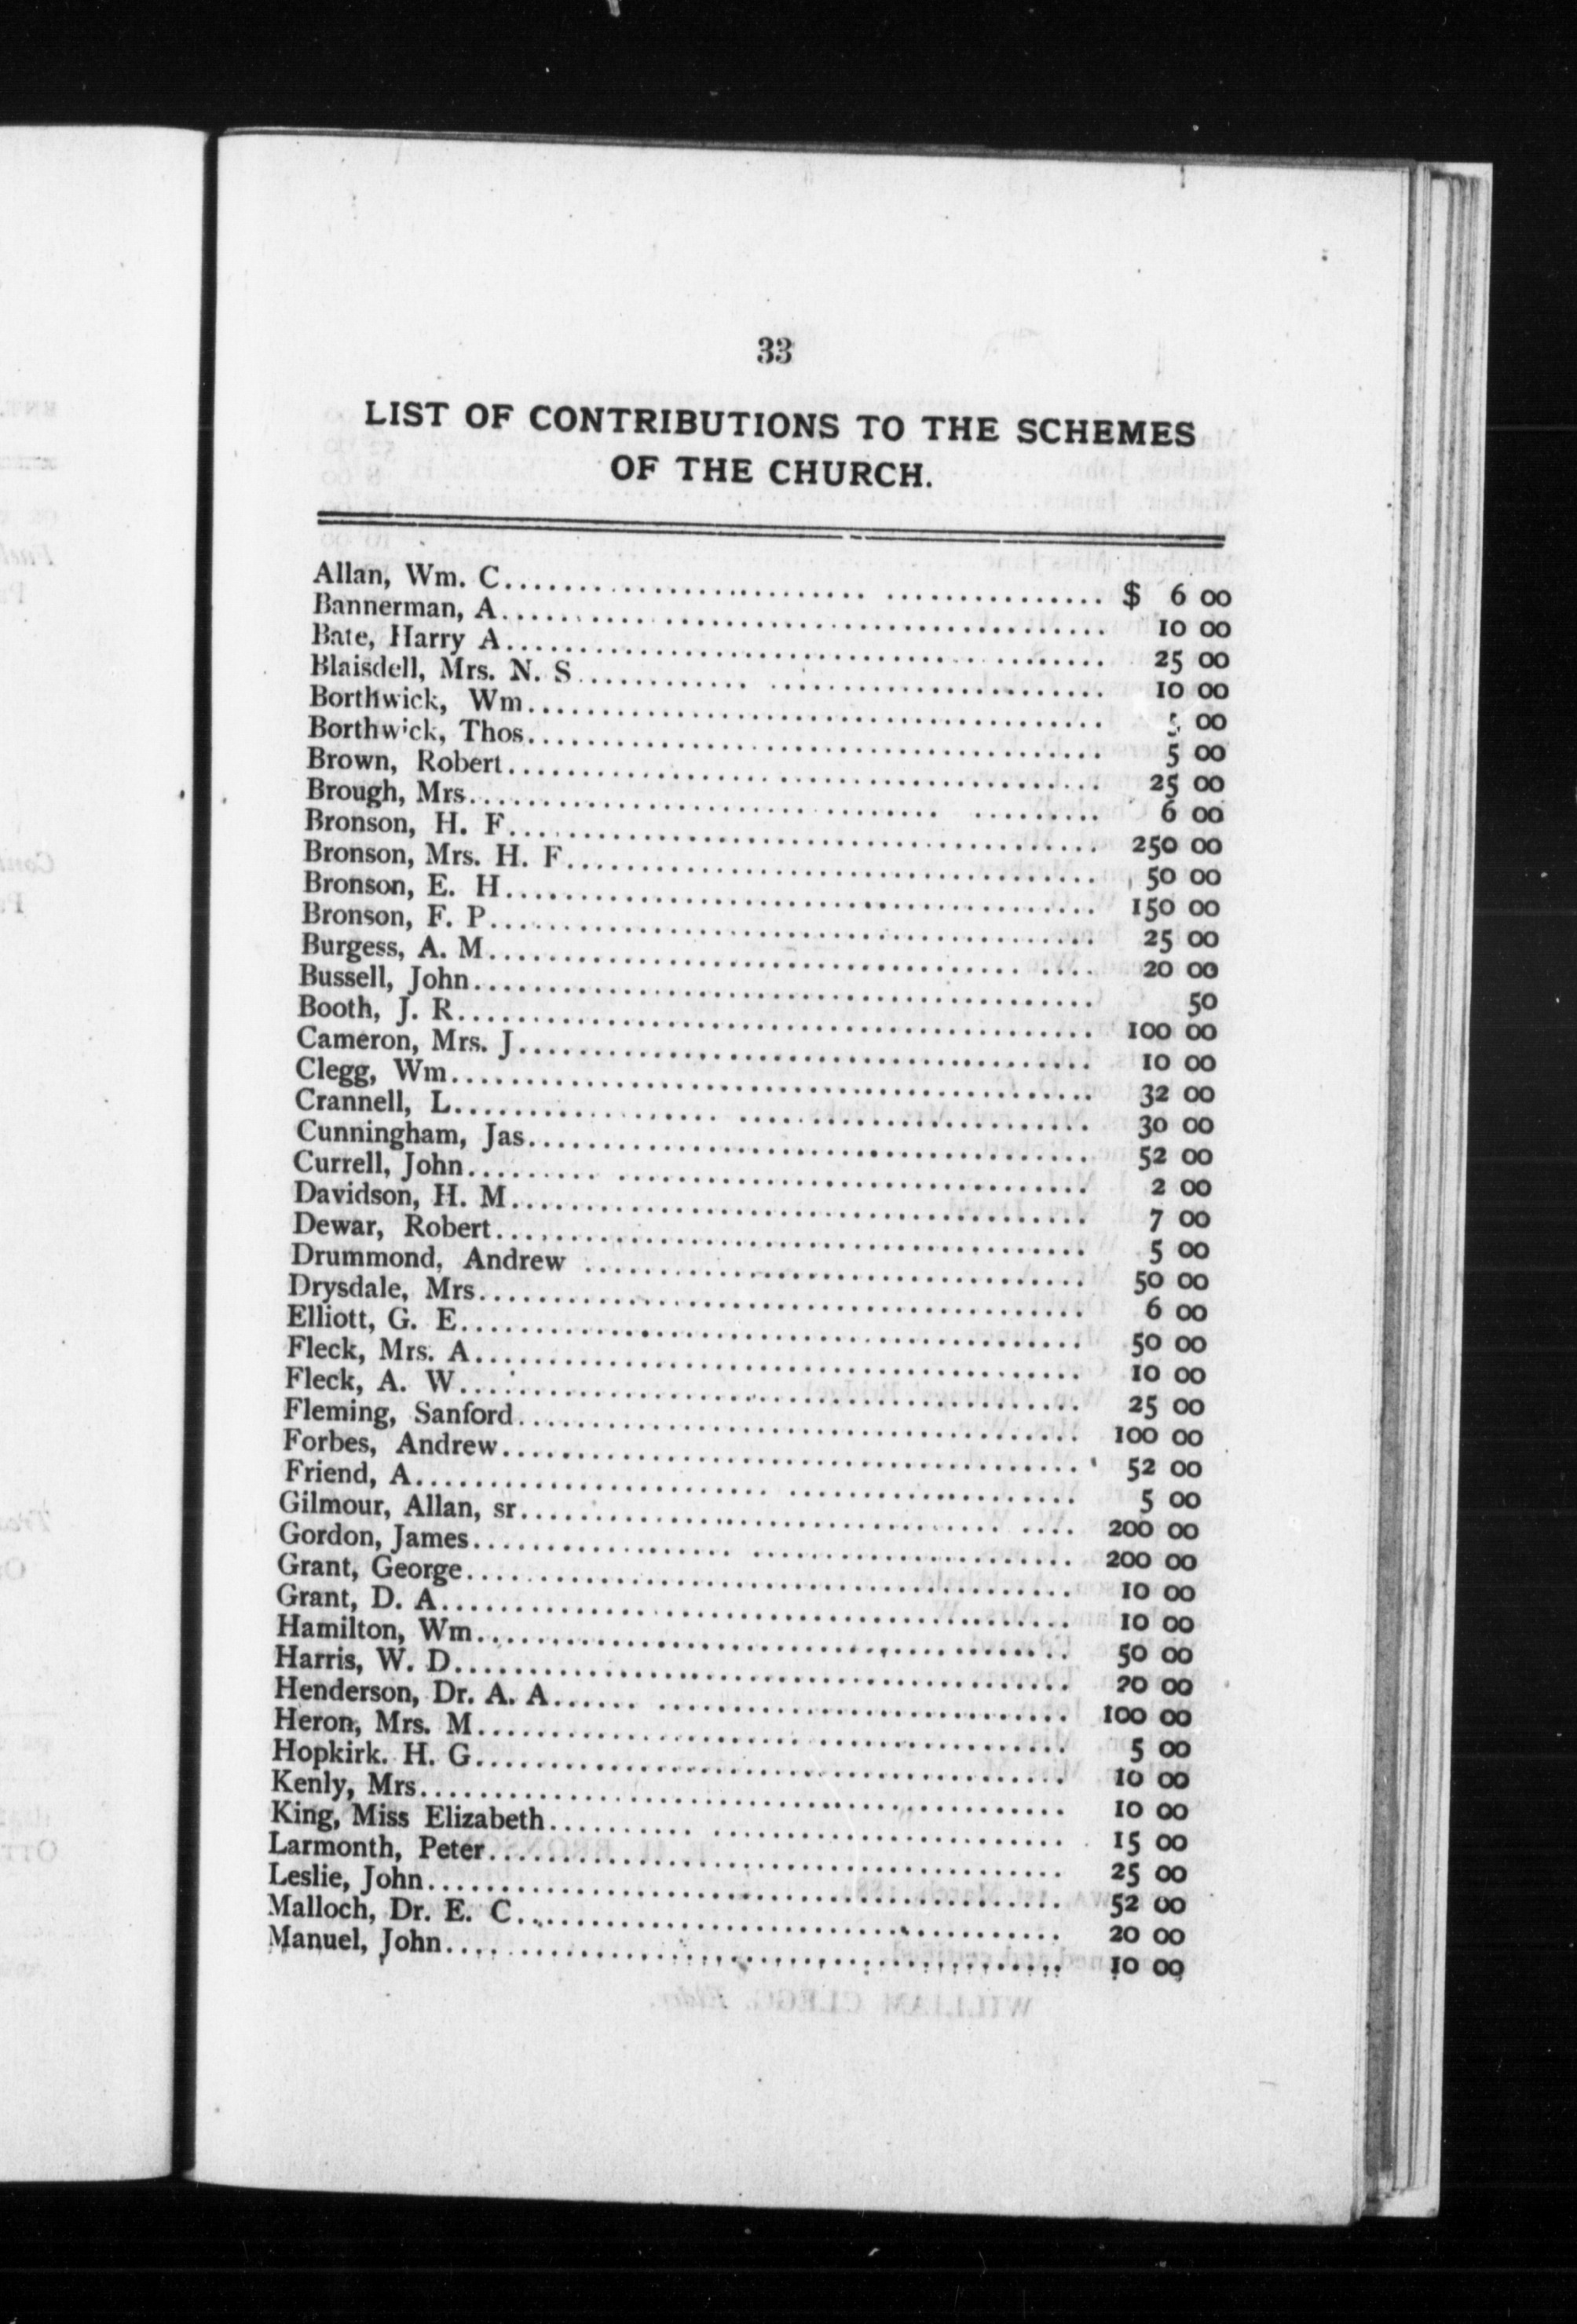 33
LIST OF CONTRIBUTIONS TO THE SCHEMES
OF THE CHURCH.
Allan, Wm. C. $ 6 00
Bannerman, A. 10 00
Bate, Harry A. 25 00
Blaisdell, Mrs. N. S. 10 00
Borthwick, Wm. 5 00
Borthwick, Thos. 5 00
Brown, Robert. 25 00
Brough, Mrs. 6 00
Bronson, H. F. 250 00
Bronson, Mrs. H. F. 50 00
Bronson, E. H. 150 00
Bronson, F. P. 25 00
Burgess, A. M. 20 00
Bussell, John. 50
Booth, J. R. 100 00
Cameron, Mrs. J. 10 00
Clegg, Wm. 32 00
Crannell, L. 30 00
Cunningham, Jas. 52 00
Currell, John. 2 00
Davidson, H. M. 7 00
Dewar, Robert. 5 00
Drummond, Andrew 50 00
Drysdale, Mrs. 6 00
Elliott, G. E. 50 00
Fleck, Mrs. A. 10 00
Fleck, A. W. 25 00
Fleming, Sanford. 100 00
Forbes, Andrew. 52 00
Friend, A. 5 00
Gilmour, Allan, sr. 200 00
Gordon, James. 200 00
Grant, George. 10 00
Grant, D. A. 10 00
Hamilton, Wm. 50 00
Harris, W. D. 20 00
Henderson, Dr. A. A. 100 00
Heron, Mrs. M. 5 00
Hopkirk. H. G. 10 00
Kenly, Mrs. 10 00
King, Miss Elizabeth. 15 00
Larmonth, Peter. 25 00
Leslie, John. 52 00
Malloch, Dr. E. C. 20 00
Manuel, John. 10 00